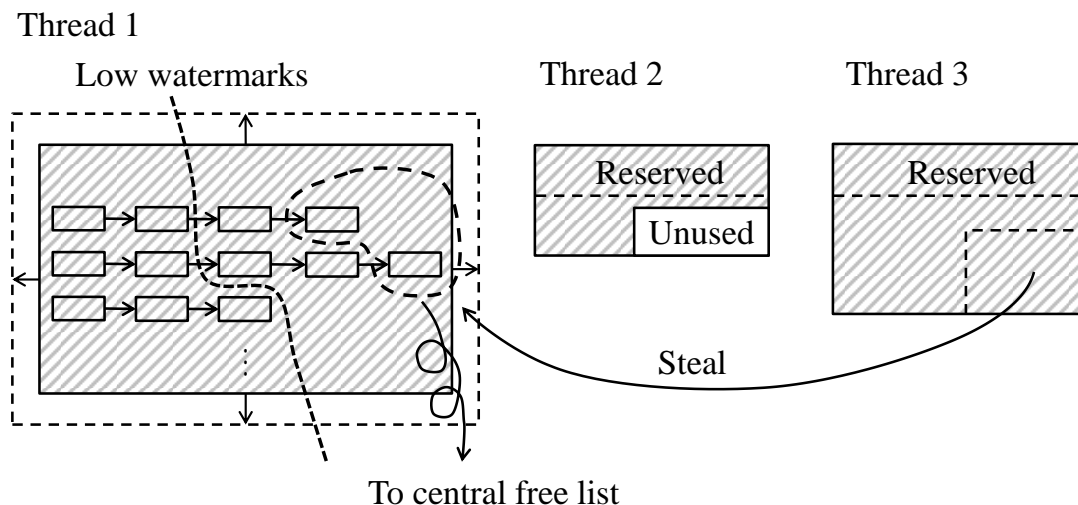 Thread 1
Low watermarks
Thread 2
Thread 3
Reserved
Unused
Reserved
Steal
To central free list